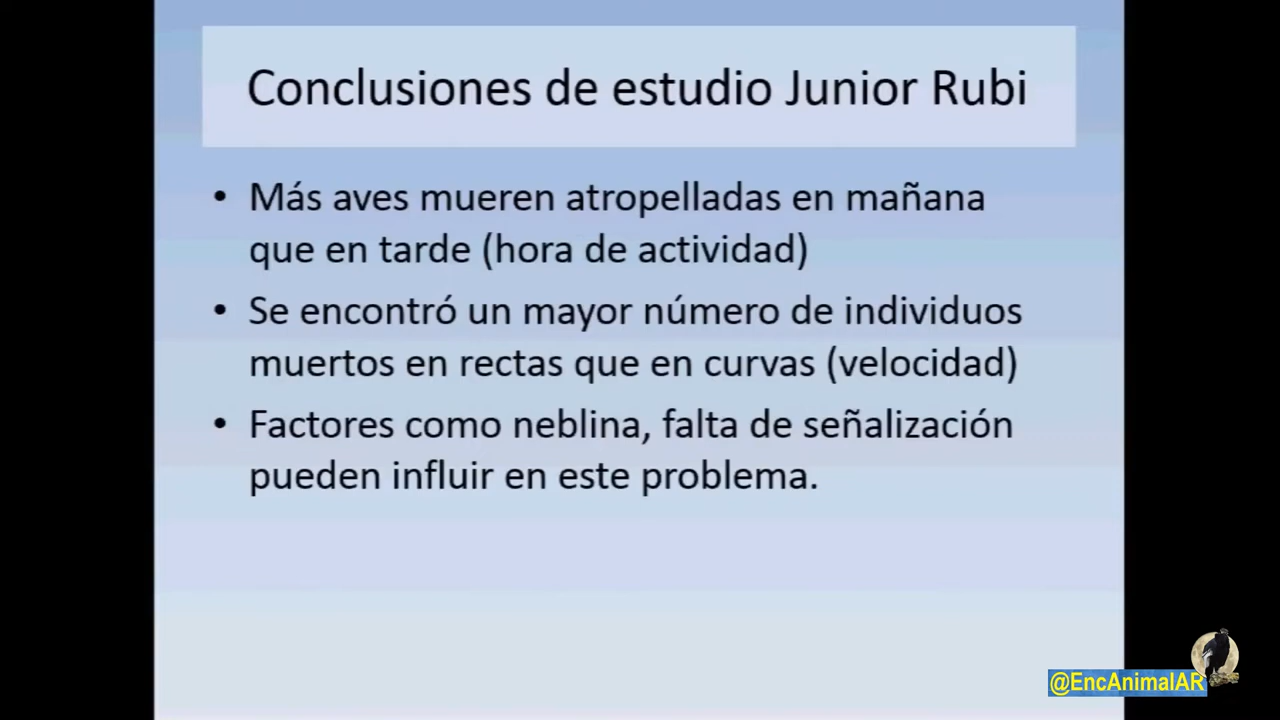 Conclusiones de estudio Junior Rubi
• Más aves mueren atropelladas en mañana
que en tarde (hora de actividad)
• Se encontró un mayor número de individuos
muertos en rectas que en curvas (velocidad)
• Factores como neblina, falta de señalización
pueden influir en este problema.
@EncAnimalAR